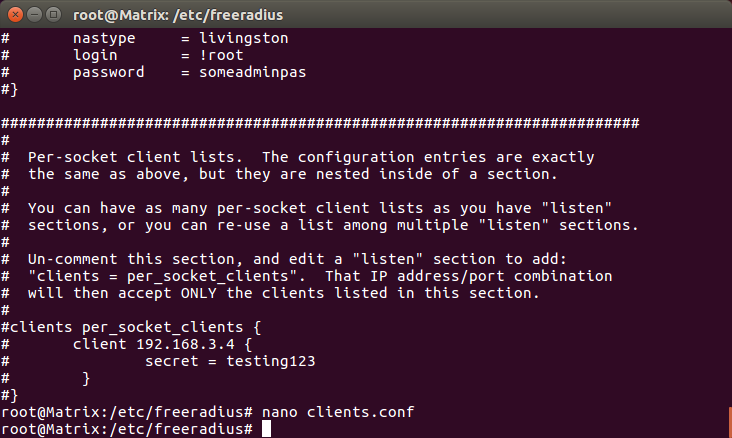 root@Matrix: /etc/freeradius
#       nastype     = livingston
#       login       = !root
#       password    = someadminpas
#}
#######################################################################
#
#  Per-socket client lists.  The configuration entries are exactly
#  the same as above, but they are nested inside of a section.
#
#  You can have as many per-socket client lists as you have "listen"
#  sections, or you can re-use a list among multiple "listen" sections.
#
#  Un-comment this section, and edit a "listen" section to add:
#  "clients = per_socket_clients".  That IP address/port combination
#  will then accept ONLY the clients listed in this section.
#
#clients per_socket_clients {
#       client 192.168.3.4 {
#               secret = testing123
#        }
#}
root@Matrix:/etc/freeradius# nano clients.conf
root@Matrix:/etc/freeradius#